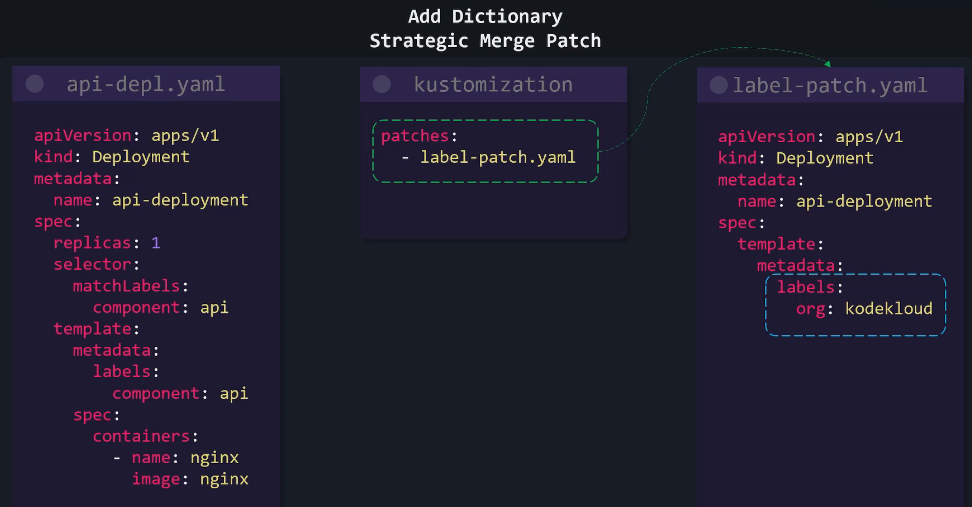 Add Dictionary
Strategic Merge Patch
api-depl.yaml
apiVersion: apps/v1
kind: Deployment
metadata:
  name: api-deployment
spec:
  replicas: 1
  selector:
    matchLabels:
      component: api
  template:
    metadata:
      labels:
        component: api
    spec:
      containers:
        - name: nginx
          image: nginx
kustomization
patches:
  - label-patch.yaml
label-patch.yaml
apiVersion: apps/v1
kind: Deployment
metadata:
  name: api-deployment
spec:
  template:
    metadata:
      labels:
        org: kodekloud